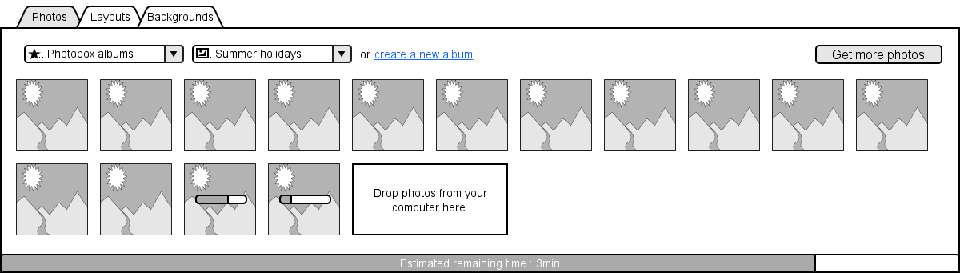 Photos Layouts Backgrounds
Photobox albums Summer holidays or create a new album Get more photos
Drop photos from your
computer here
Estimated remaining time : 3min